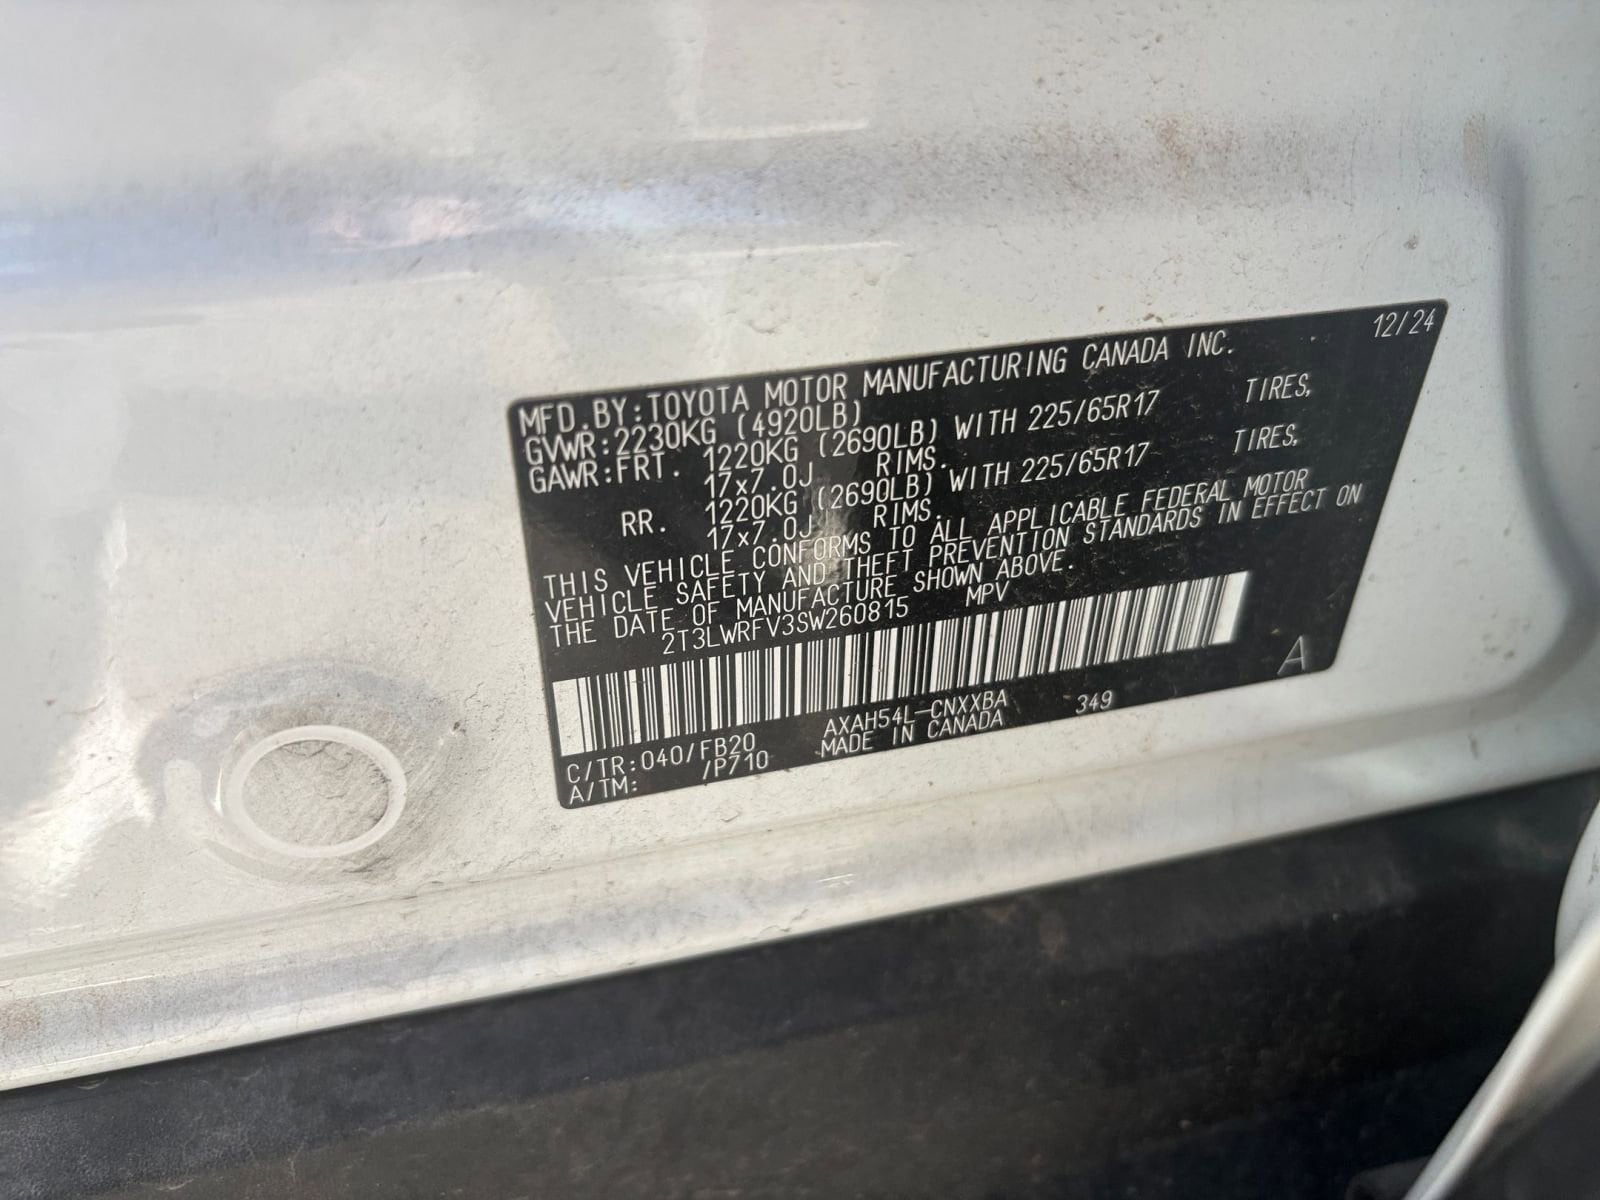 12/24
MFD.BY:TOYOTA MOTOR MANUFACTURING CANADA INC.
GVWR:2230KG (4920LB)
GAWR:FRT. 1220KG (2690LB) WITH 225/65R17 TIRES,
17x7.0J RIMS.
RR. 1220KG (2690LB) WITH 225/65R17 TIRES,
17x7.0J RIMS.
THIS VEHICLE CONFORMS TO ALL APPLICABLE FEDERAL MOTOR
VEHICLE SAFETY AND THEFT PREVENTION STANDARDS IN EFFECT ON
THE DATE OF MANUFACTURE SHOWN ABOVE.
2T3LWRFV3SW260815 MPV
A
C/TR:040/FB20 AXAH54L-CNXXBA 349
A/TM: /P710 MADE IN CANADA